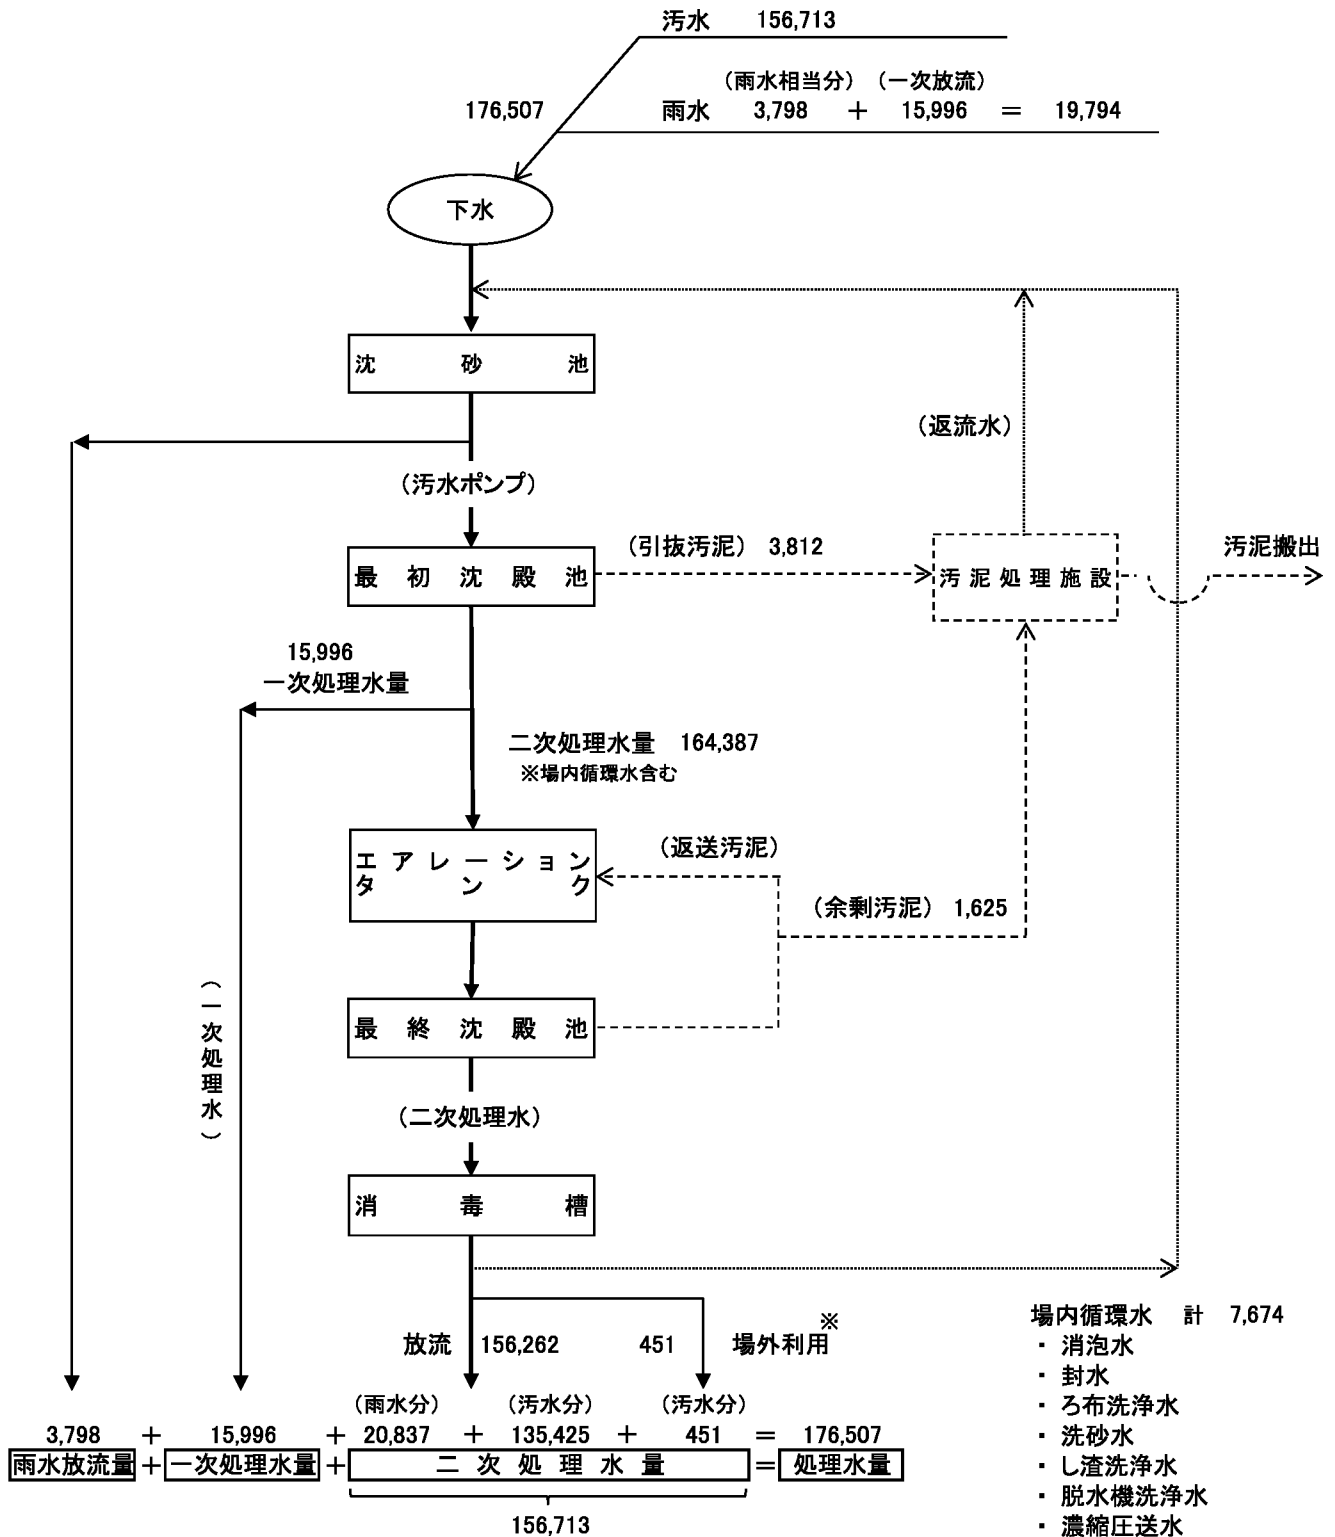 汚水 156,713
(雨水相当分) (一次放流)
176,507
雨水 3,798 + 15,996 = 19,794
下水
沈砂池
(返流水)
(汚水ポンプ)
(引抜汚泥) 3,812
汚泥搬出
最初沈殿池
汚泥処理施設
15,996
一次処理水量
二次処理水量 164,387
※場内循環水含む
(返送汚泥)
エアレーション
タンク
(余剰汚泥) 1,625
(一次処理水)
最終沈殿池
(二次処理水)
消毒槽
場内循環水 計 7,674
・ 消泡水
・ 封水
・ ろ布洗浄水
・ 洗砂水
・ し渣洗浄水
・ 脱水機洗浄水
・ 濃縮圧送水
放流 156,262 451 場外利用※
(雨水分) (汚水分) (汚水分)
3,798 + 15,996 + 20,837 + 135,425 + 451 = 176,507
雨水放流量 + 一次処理水量 + 二次処理水量 = 処理水量
156,713